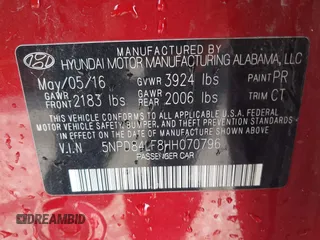 MANUFACTURED BY
HYUNDAI MOTOR MANUFACTURING ALABAMA, LLC
May/05/16 GVWR 3924 lbs PAINT PR
GAWR FRONT 2183 lbs GAWR REAR 2006 lbs TRIM CT
THIS VEHICLE CONFORMS TO ALL APPLICABLE U.S.A. FEDERAL MOTOR VEHICLE SAFETY, BUMPER, AND THEFT PREVENTION STANDARDS IN EFFECT ON THE DATE OF MANUFACTURE SHOWN ABOVE.
V.I.N 5NPD84LF8HH070796
PASSENGER CAR
DREAMBID